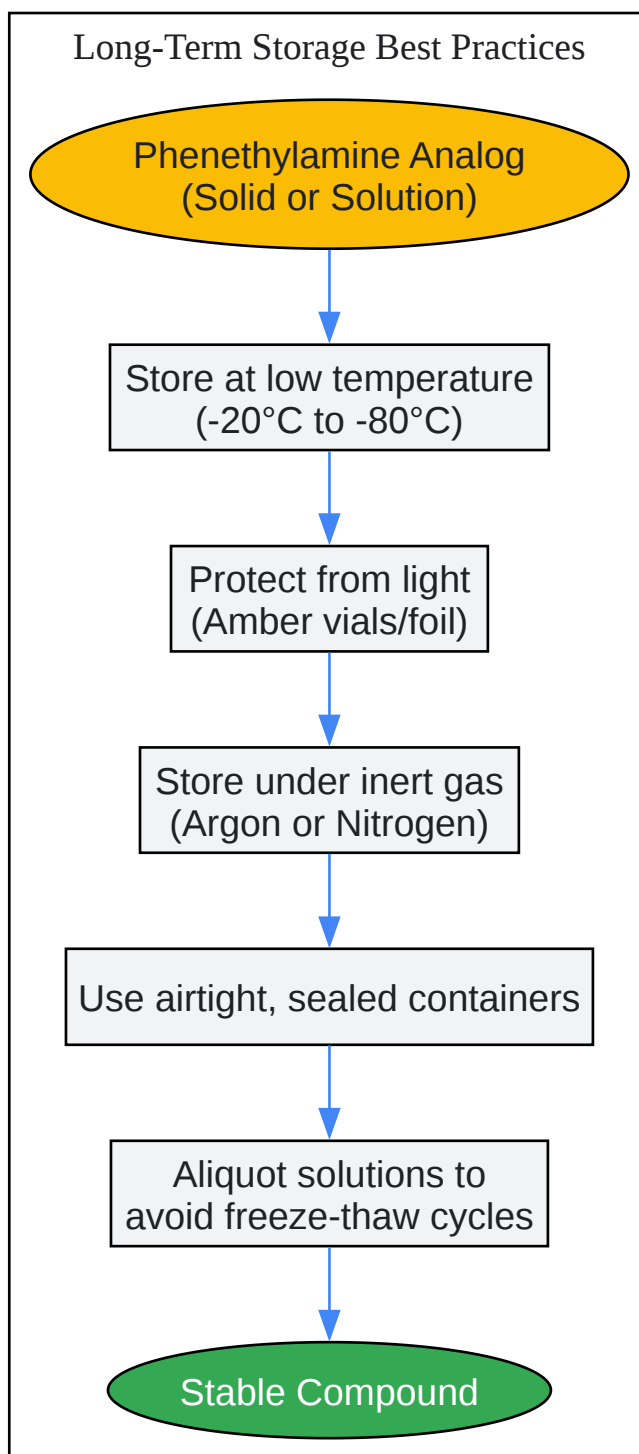 Long-Term Storage Best Practices
Phenethylamine Analog
(Solid or Solution)
Store at low temperature
(-20°C to -80°C)
Protect from light
(Amber vials/foil)
Store under inert gas
(Argon or Nitrogen)
Use airtight, sealed containers
Aliquot solutions to
avoid freeze-thaw cycles
Stable Compound